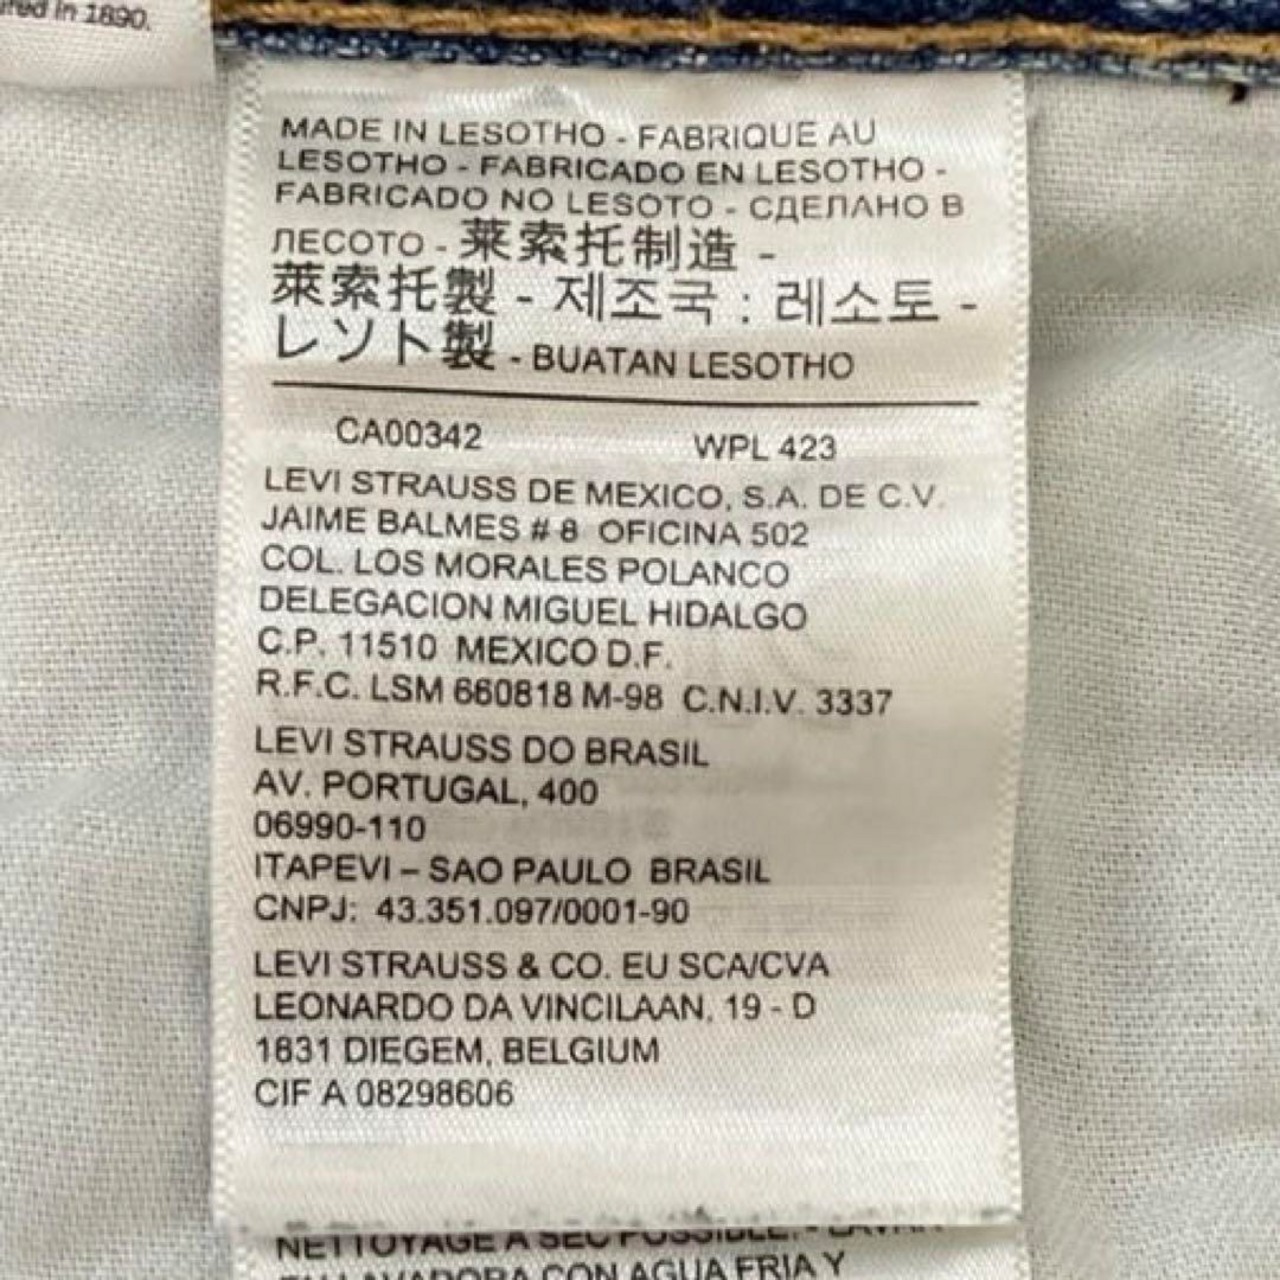 in 1890.
MADE IN LESOTHO - FABRIQUE AU
LESOTHO - FABRICADO EN LESOTHO -
FABRICADO NO LESOTO - СДЕЛАНО В
ЛЕСОТО - 莱索托制造 -
萊索托製 - 제조국 : 레소토 -
レソト製 - BUATAN LESOTHO
CA00342 WPL 423
LEVI STRAUSS DE MEXICO, S.A. DE C.V.
JAIME BALMES # 8 OFICINA 502
COL. LOS MORALES POLANCO
DELEGACION MIGUEL HIDALGO
C.P. 11510 MEXICO D.F.
R.F.C. LSM 660818 M-98 C.N.I.V. 3337
LEVI STRAUSS DO BRASIL
AV. PORTUGAL, 400
06990-110
ITAPEVI – SAO PAULO BRASIL
CNPJ: 43.351.097/0001-90
LEVI STRAUSS & CO. EU SCA/CVA
LEONARDO DA VINCILAAN, 19 - D
1831 DIEGEM, BELGIUM
CIF A 08298606
NETTOYAGE A SEC POSSIBLE. -
LAVADORA CON AGUA FRIA Y